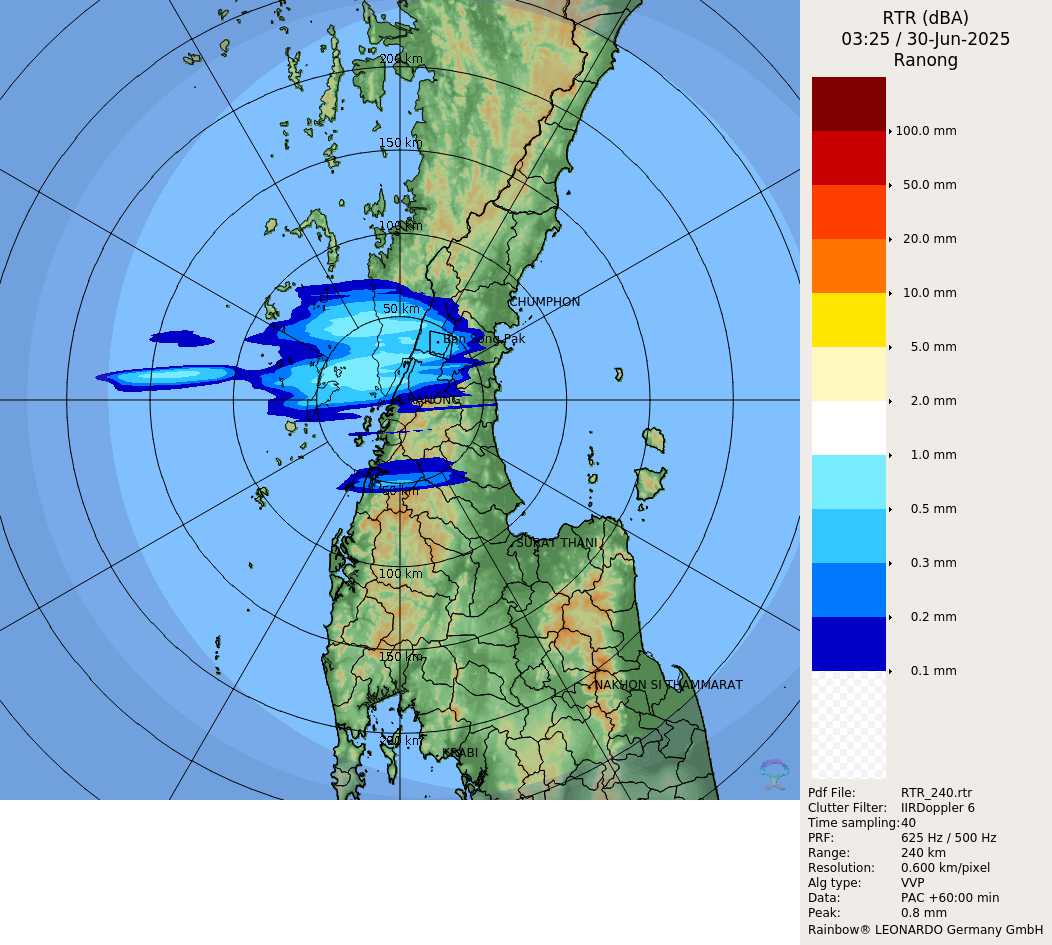 RTR (dBA)
03:25 / 30-Jun-2025
Ranong
200 km
150 km
100 km
50 km
CHUMPHON
Ban Song Pak
RANONG
50 km
SURAT THANI
100 km
150 km
NAKHON SI THAMMARAT
200 km
KRABI
100.0 mm
50.0 mm
20.0 mm
10.0 mm
5.0 mm
2.0 mm
1.0 mm
0.5 mm
0.3 mm
0.2 mm
0.1 mm
Pdf File: RTR_240.rtr
Clutter Filter: IIRDoppler 6
Time sampling:40
PRF: 625 Hz / 500 Hz
Range: 240 km
Resolution: 0.600 km/pixel
Alg type: VVP
Data: PAC +60:00 min
Peak: 0.8 mm
Rainbow® LEONARDO Germany GmbH